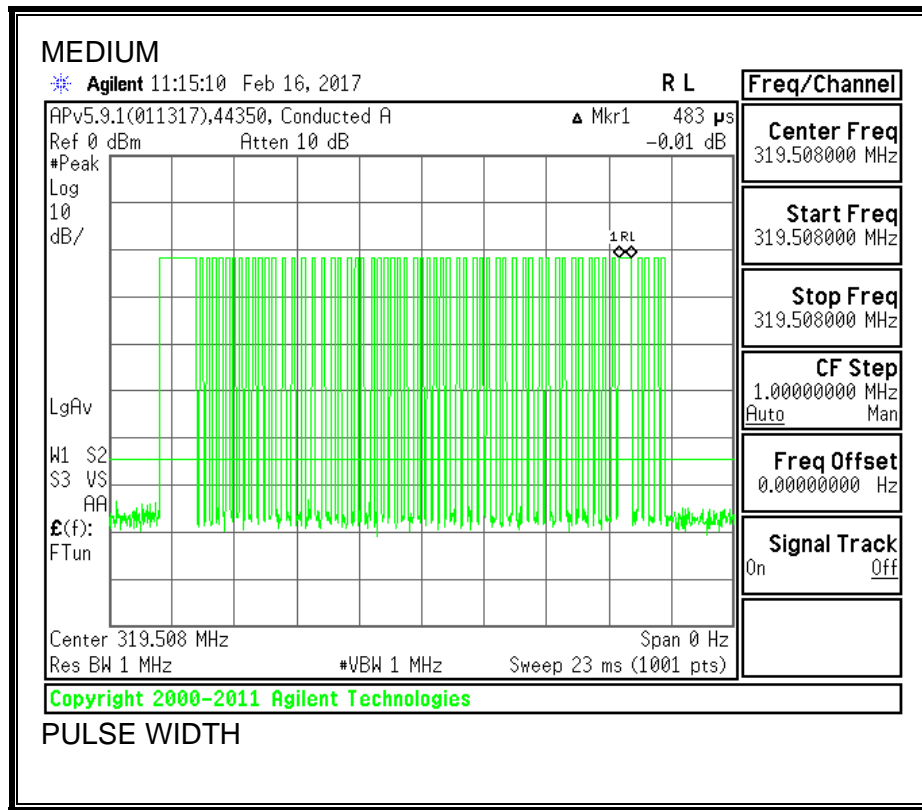 MEDIUM
Agilent 11:15:10 Feb 16, 2017 R L
APv5.9.1(011317),44350, Conducted A ▲ Mkr1 483 µs
Ref 0 dBm Atten 10 dB -0.01 dB
#Peak
Log
10
dB/
1R1
LgAv
W1 S2
S3 VS
AA
£(f):
FTun
Center 319.508 MHz Span 0 Hz
Res BW 1 MHz #VBW 1 MHz Sweep 23 ms (1001 pts)
Freq/Channel
Center Freq
319.508000 MHz
Start Freq
319.508000 MHz
Stop Freq
319.508000 MHz
CF Step
1.00000000 MHz
Auto Man
Freq Offset
0.00000000 Hz
Signal Track
On Off
Copyright 2000-2011 Agilent Technologies
PULSE WIDTH